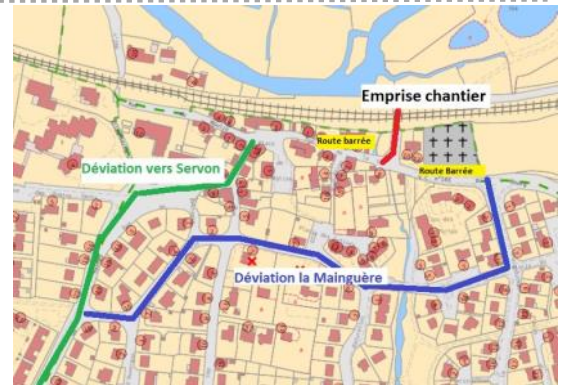 Emprise chantier
Route barrée
Route Barrée
Déviation vers Servon
Déviation la Mainguère